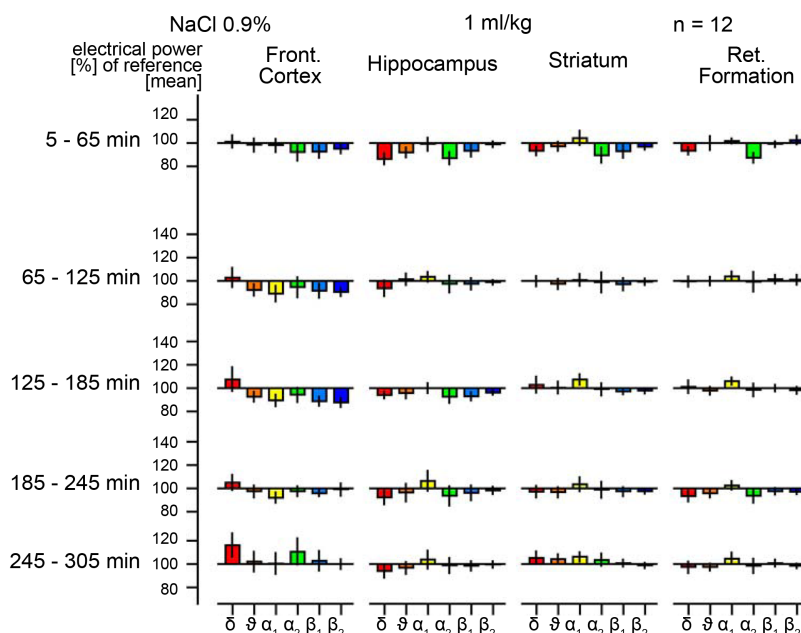 NaCl 0.9% 1 ml/kg n = 12
electrical power
[%] of reference
[mean]
Front.
Cortex
Hippocampus
Striatum
Ret.
Formation
5 - 65 min
120
100
80
65 - 125 min
140
120
100
80
125 - 185 min
140
120
100
80
185 - 245 min
140
120
100
80
245 - 305 min
120
100
80
δ ϑ α₁ α₂ β₁ β₂ δ ϑ α₁ α₂ β₁ β₂ δ ϑ α₁ α₂ β₁ β₂ δ ϑ α₁ α₂ β₁ β₂